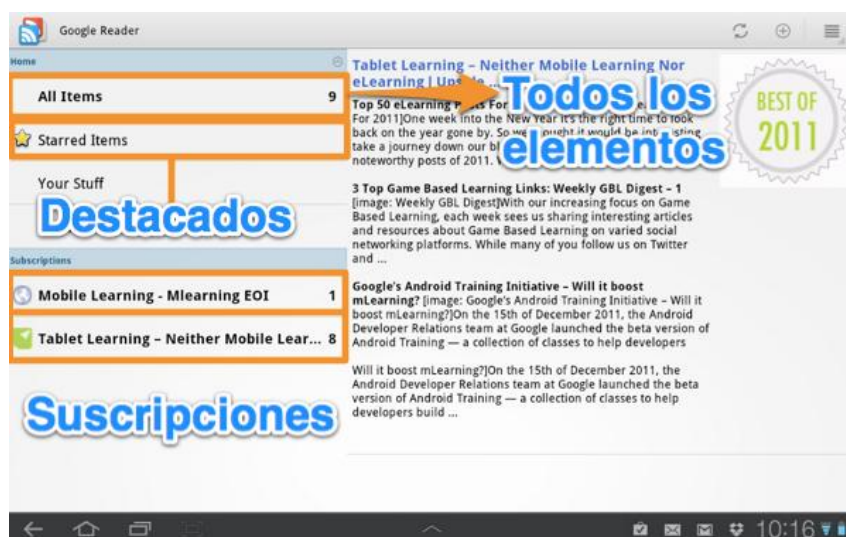 Google Reader
Home
All Items 9
Starred Items
Your Stuff
Destacados
Subscriptions
Mobile Learning - Mlearning EOI 1
Tablet Learning – Neither Mobile Lear... 8
Suscripciones
Tablet Learning – Neither Mobile Learning Nor
eLearning |
Todos los
elementos
Top 50 eLearning For
For 2011]One week into the New Year it's the right time to look
back on the year gone by. So we
take a journey down our
noteworthy posts of 2011.
3 Top Game Based Learning Links: Weekly GBL Digest – 1
[image: Weekly GBL Digest]With our increasing focus on Game
Based Learning, each week sees us sharing interesting articles
and resources about Game Based Learning on varied social
networking platforms. While many of you follow us on Twitter
and ...
Google's Android Training Initiative – Will it boost
mLearning? [image: Google's Android Training Initiative – Will it
boost mLearning?]On the 15th of December 2011, the Android
Developer Relations team at Google launched the beta version of
Android Training — a collection of classes to help developers
Will it boost mLearning?]On the 15th of December 2011, the
Android Developer Relations team at Google launched the beta
version of Android Training — a collection of classes to help
developers build ...
BEST OF
2011
10:16